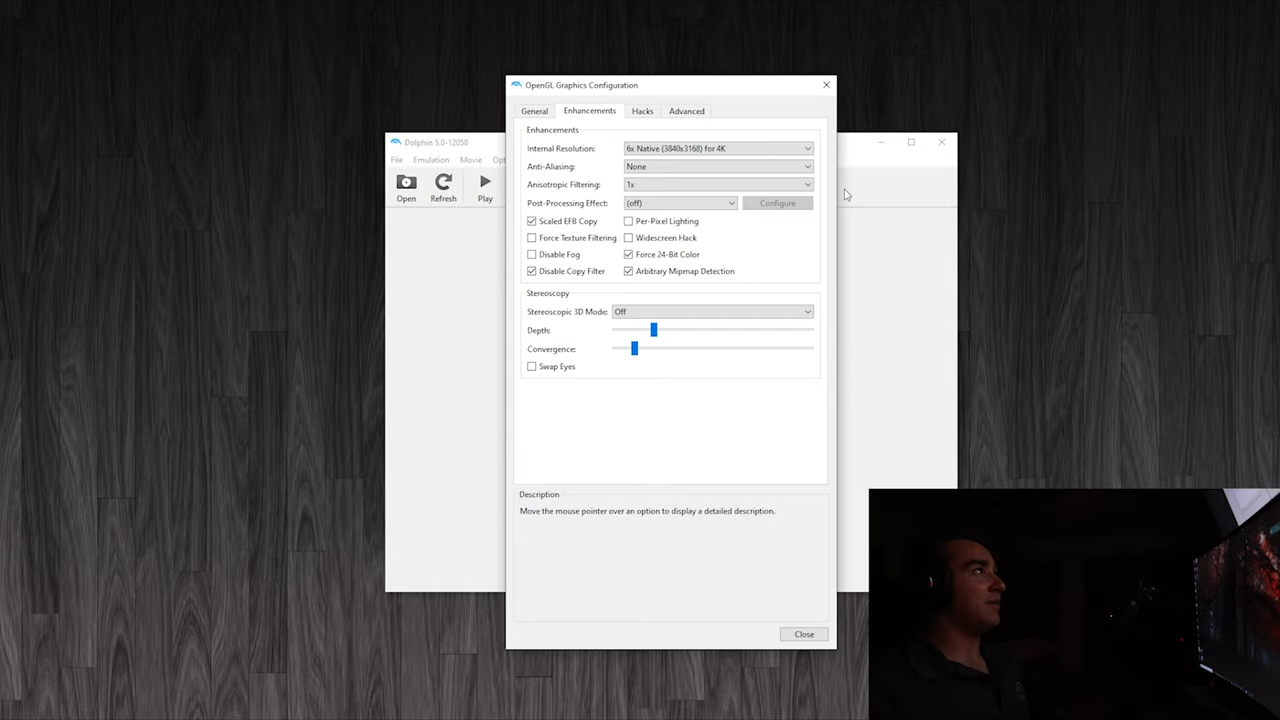 OpenGL Graphics Configuration
General Enhancements Hacks Advanced
Dolphin 5.0-12058
File Emulation Movie Opt
Open Refresh Play
Enhancements
Internal Resolution: 6x Native (3840x3168) for 4K
Anti-Aliasing: None
Anisotropic Filtering: 1x
Post-Processing Effect: (off) Configure
Scaled EFB Copy Per-Pixel Lighting
Force Texture Filtering Widescreen Hack
Disable Fog Force 24-Bit Color
Disable Copy Filter Arbitrary Mipmap Detection
Stereoscopy
Stereoscopic 3D Mode: Off
Depth:
Convergence:
Swap Eyes
Description
Move the mouse pointer over an option to display a detailed description.
Close